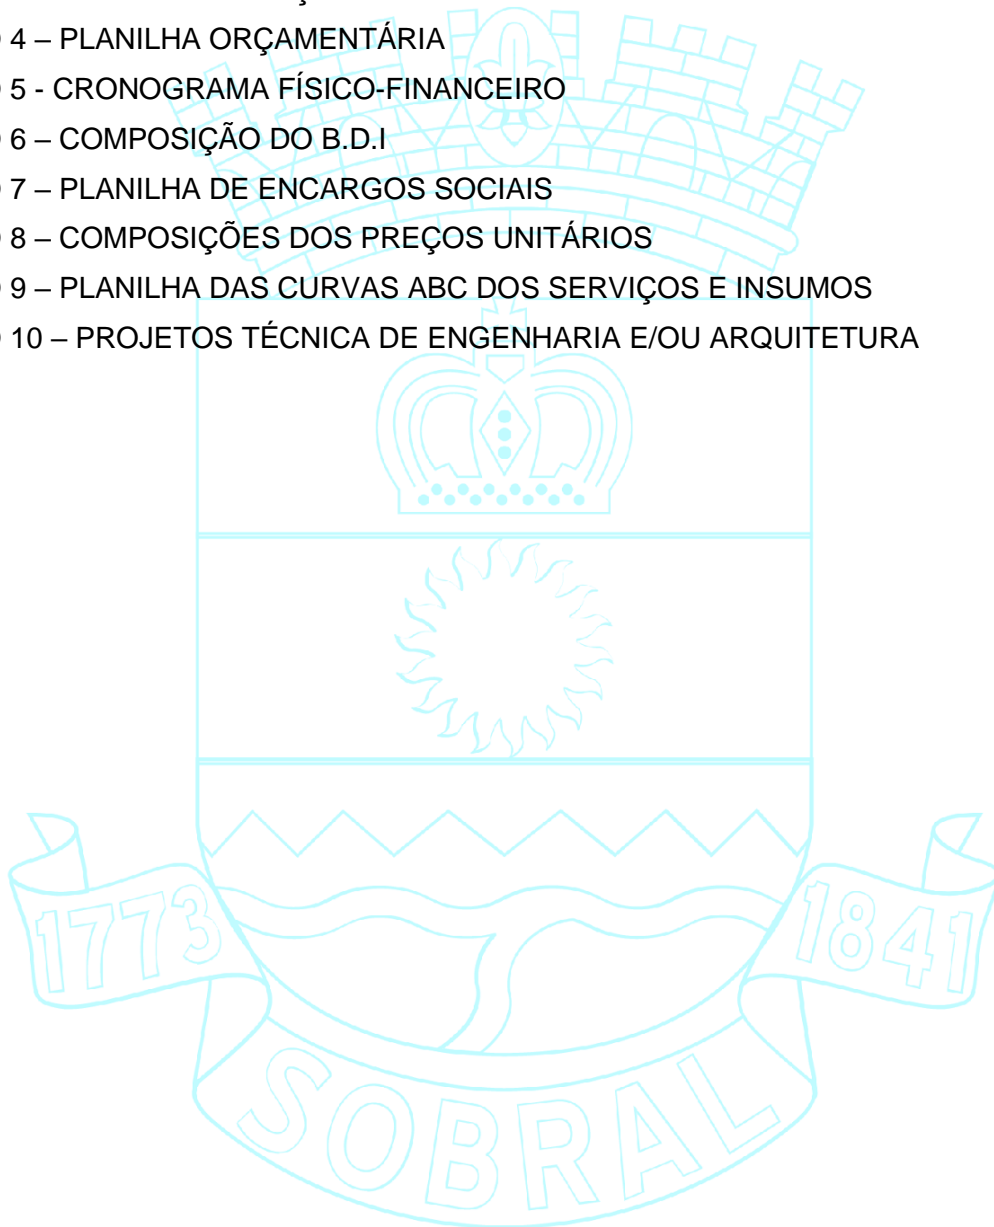 4 – PLANILHA ORÇAMENTÁRIA
5 - CRONOGRAMA FÍSICO-FINANCEIRO
6 – COMPOSIÇÃO DO B.D.I
7 – PLANILHA DE ENCARGOS SOCIAIS
8 – COMPOSIÇÕES DOS PREÇOS UNITÁRIOS
9 – PLANILHA DAS CURVAS ABC DOS SERVIÇOS E INSUMOS
10 – PROJETOS TÉCNICA DE ENGENHARIA E/OU ARQUITETURA
1773
1841
SOBRAL